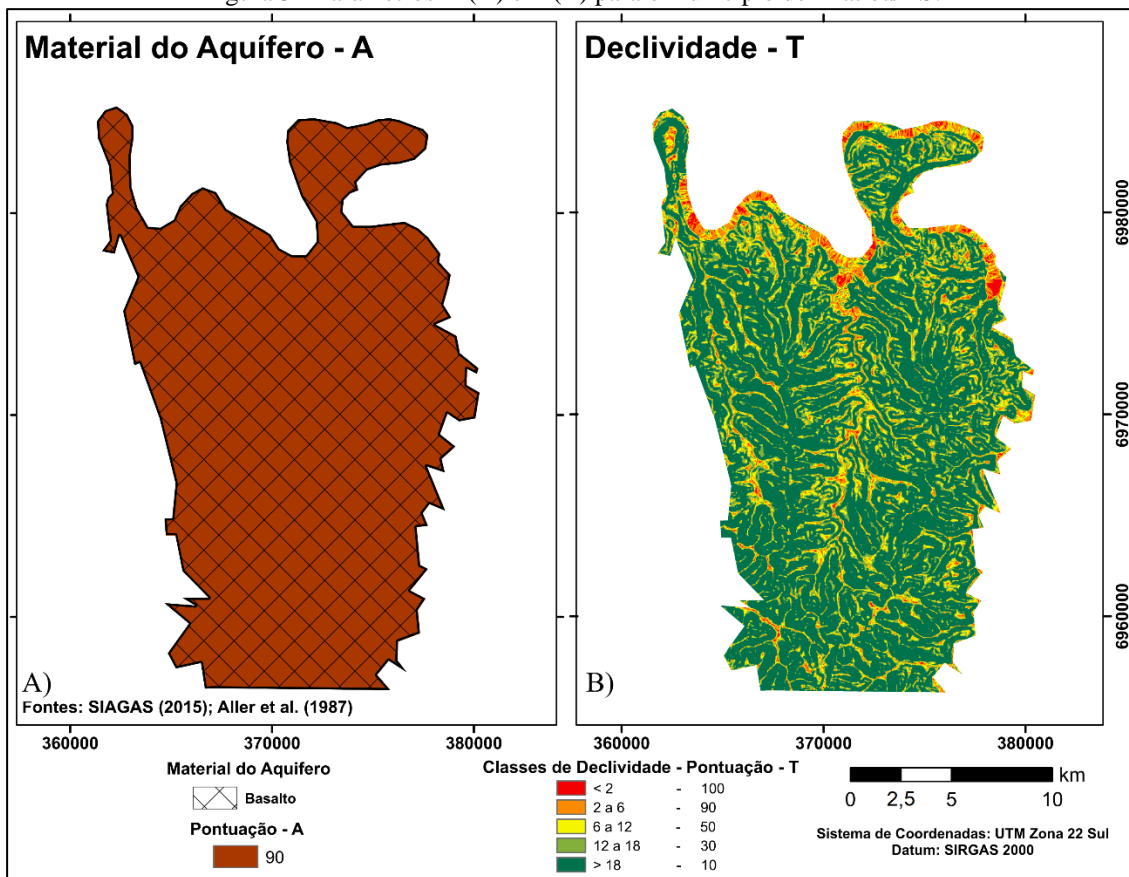 Material do Aquífero - A
Declividade - T
6980000
6970000
6960000
A)
B)
Fontes: SIAGAS (2015); Aller et al. (1987)
360000 370000 380000
360000 370000 380000
Material do Aquifero
Basalto
Pontuação - A
90
Classes de Declividade - Pontuação - T
< 2 - 100
2 a 6 - 90
6 a 12 - 50
12 a 18 - 30
> 18 - 10
km
0 2,5 5 10
Sistema de Coordenadas: UTM Zona 22 Sul
Datum: SIRGAS 2000